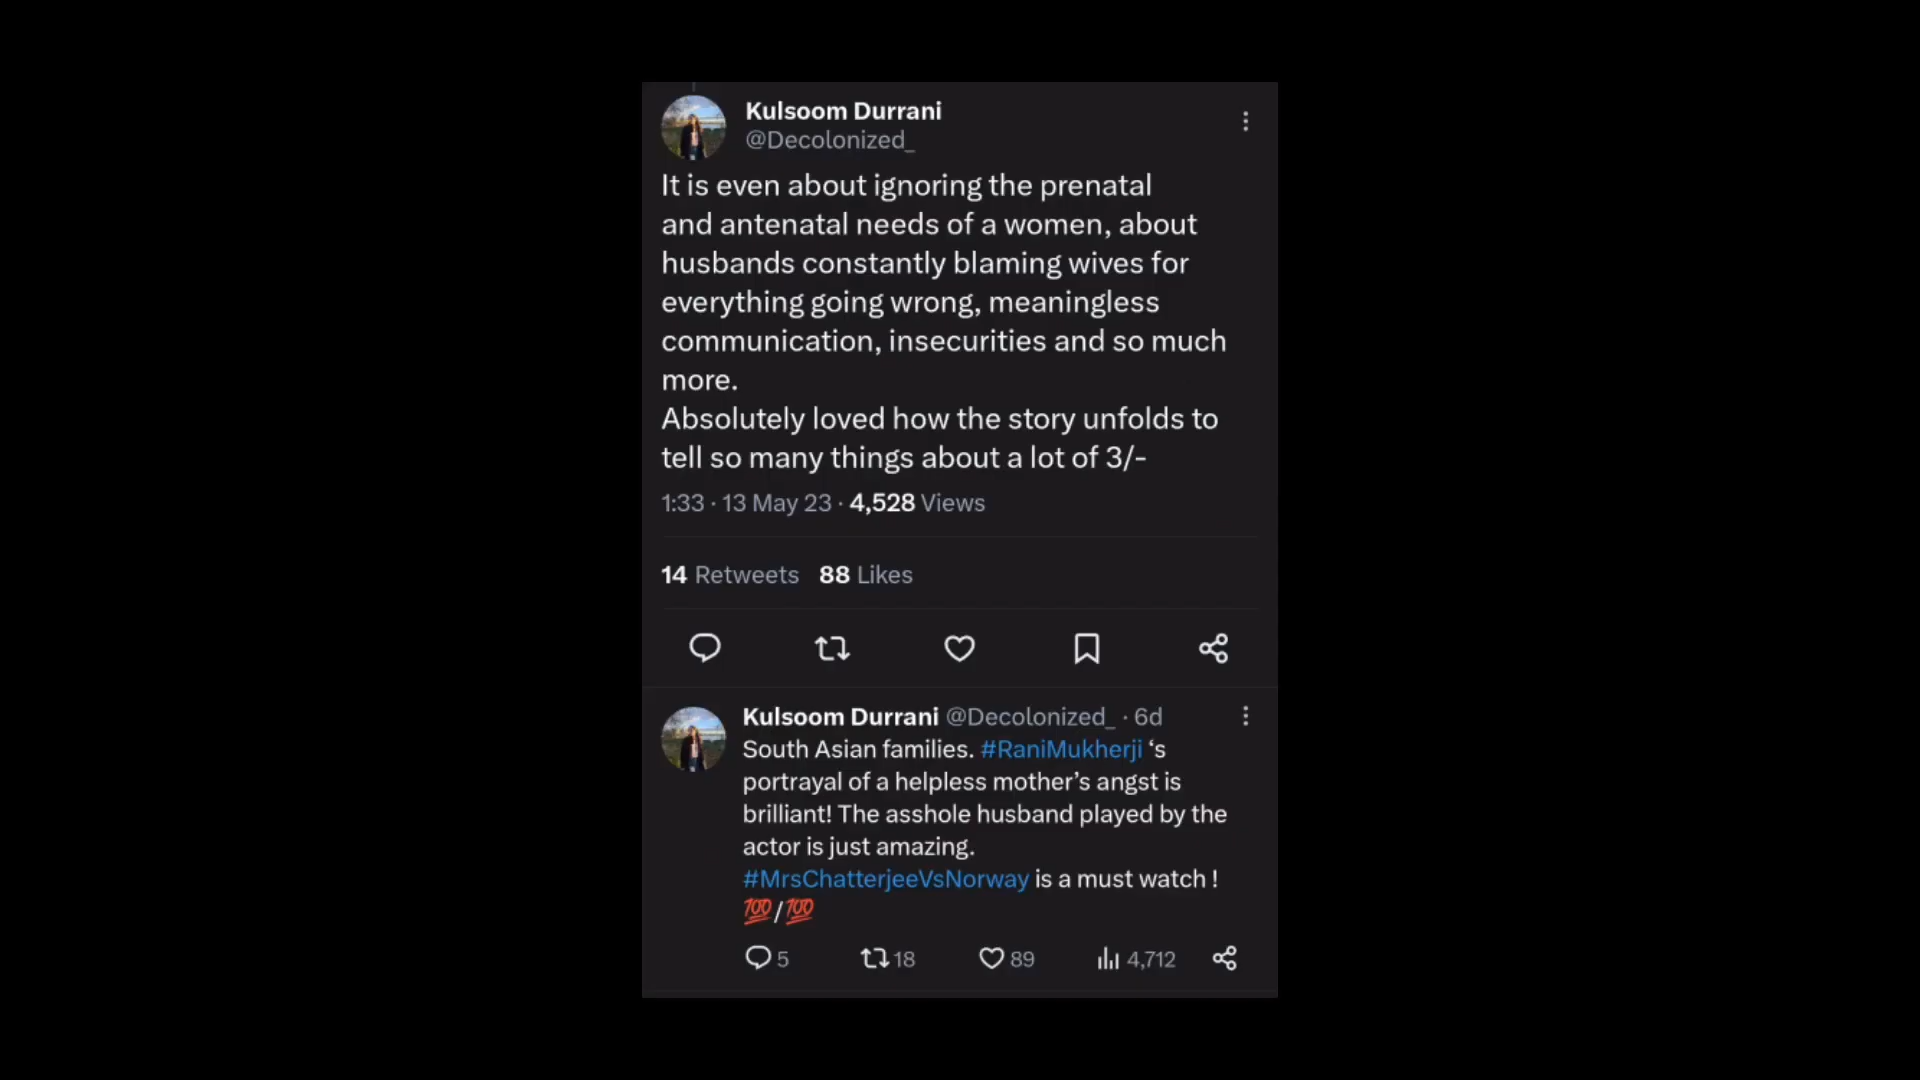 Kulsoom Durrani
@Decolonized_
It is even about ignoring the prenatal
and antenatal needs of a women, about
husbands constantly blaming wives for
everything going wrong, meaningless
communication, insecurities and so much
more.
Absolutely loved how the story unfolds to
tell so many things about a lot of 3/-
1:33 · 13 May 23 · 4,528 Views
14 Retweets 88 Likes
Kulsoom Durrani @Decolonized_ · 6d
South Asian families. #RaniMukherji ‘s
portrayal of a helpless mother’s angst is
brilliant! The asshole husband played by the
actor is just amazing.
#MrsChatterjeeVsNorway is a must watch !
💯/💯
5 18 89 4,712